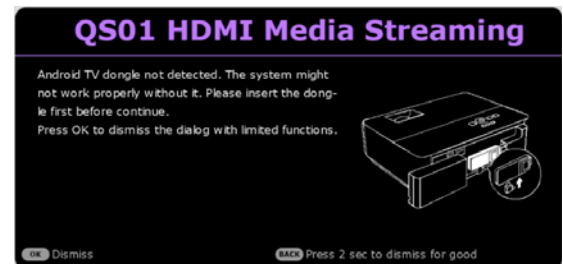 QS01 HDMI Media Streaming
Android TV dongle not detected. The system might
not work properly without it. Please insert the dong-
le first before continue.
Press OK to dismiss the dialog with limited functions.
OK Dismiss
BACK Press 2 sec to dismiss for good